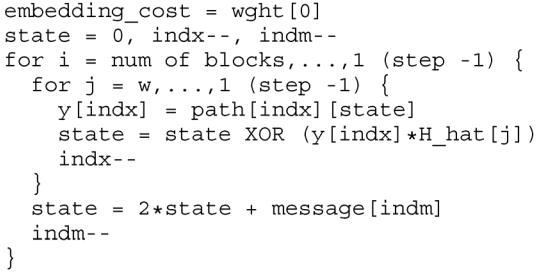 embedding_cost = wght[0]
state = 0, indx--, indm--
for i = num of blocks,...,1 (step -1) {
  for j = w,...,1 (step -1) {
    y[indx] = path[indx][state]
    state = state XOR (y[indx]*H_hat[j])
    indx--
  }
  state = 2*state + message[indm]
  indm--
}